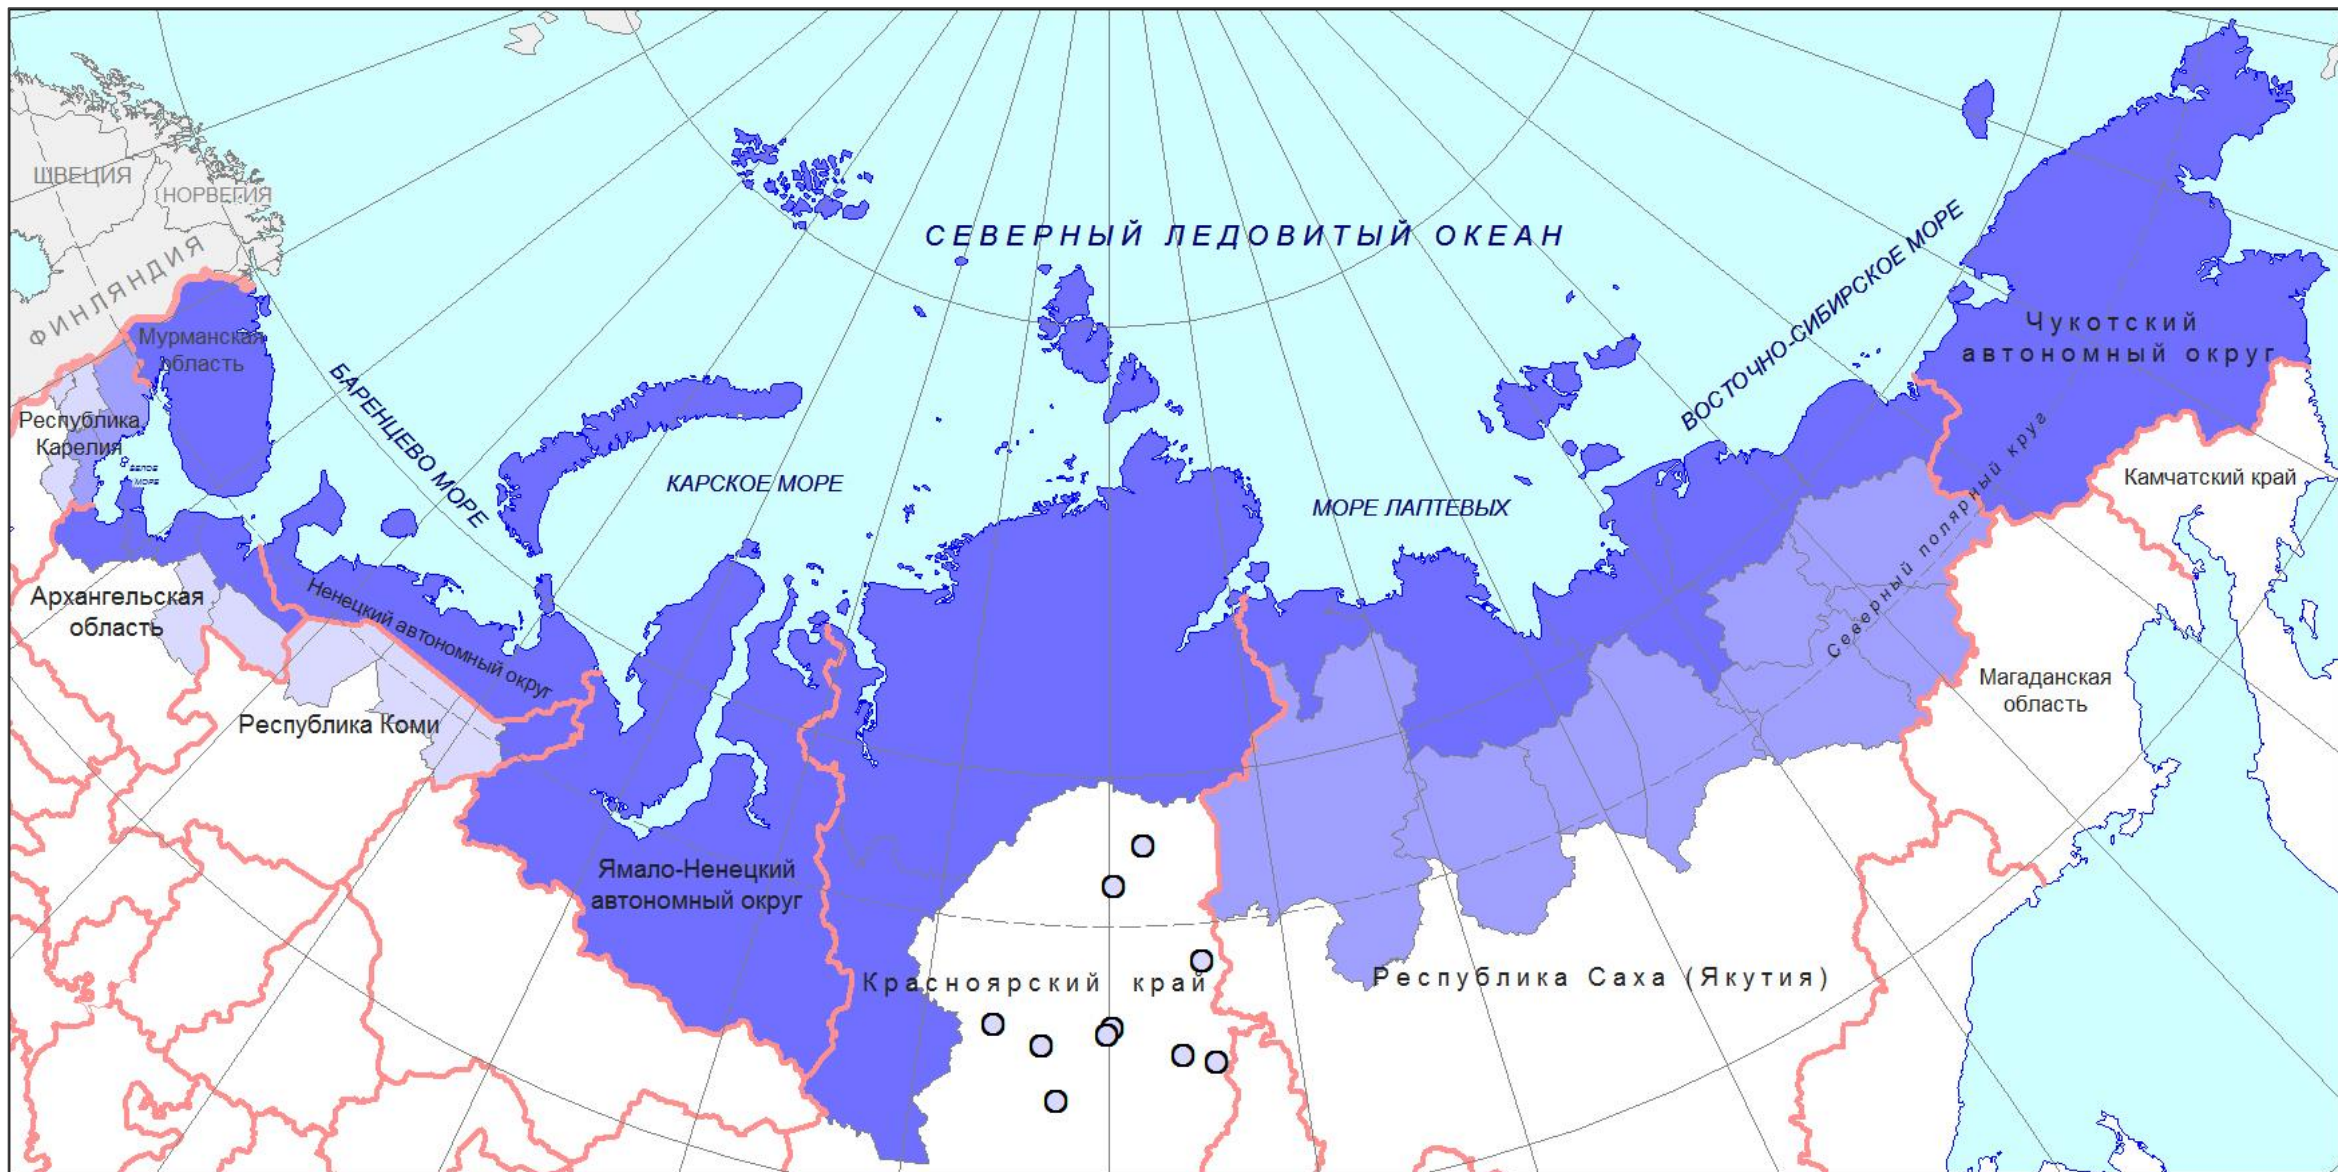 ШВЕЦИЯ
НОРВЕГИЯ
ФИНЛЯНДИЯ
СЕВЕРНЫЙ ЛЕДОВИТЫЙ ОКЕАН
Мурманская
область
БАРЕНЦЕВО МОРЕ
КАРСКОЕ МОРЕ
МОРЕ ЛАПТЕВЫХ
ВОСТОЧНО-СИБИРСКОЕ МОРЕ
Чукотский
автономный округ
Республика
Карелия
БЕЛОЕ
МОРЕ
Северный полярный круг
Камчатский край
Архангельская
область
Ненецкий автономный округ
Республика Коми
Магаданская
область
Ямало-Ненецкий
автономный округ
Красноярский край
Республика Саха (Якутия)